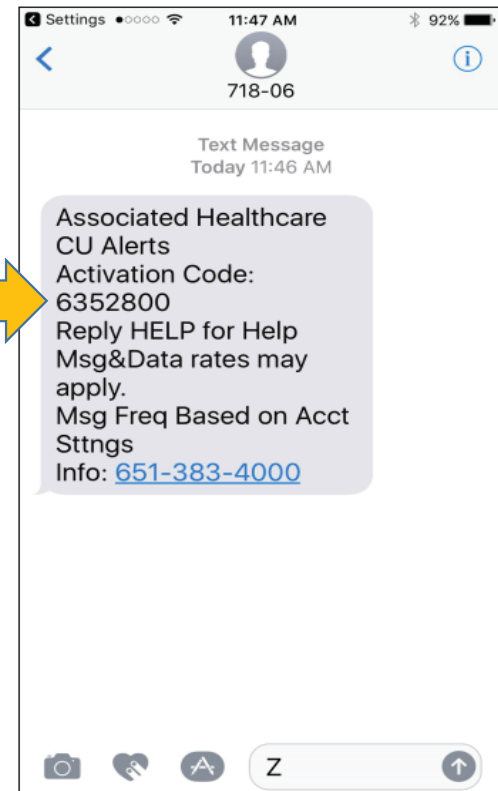 Settings 11:47 AM 92%
718-06
Text Message
Today 11:46 AM
Associated Healthcare
CU Alerts
Activation Code:
6352800
Reply HELP for Help
Msg&Data rates may
apply.
Msg Freq Based on Acct
Sttngs
Info: 651-383-4000
Z